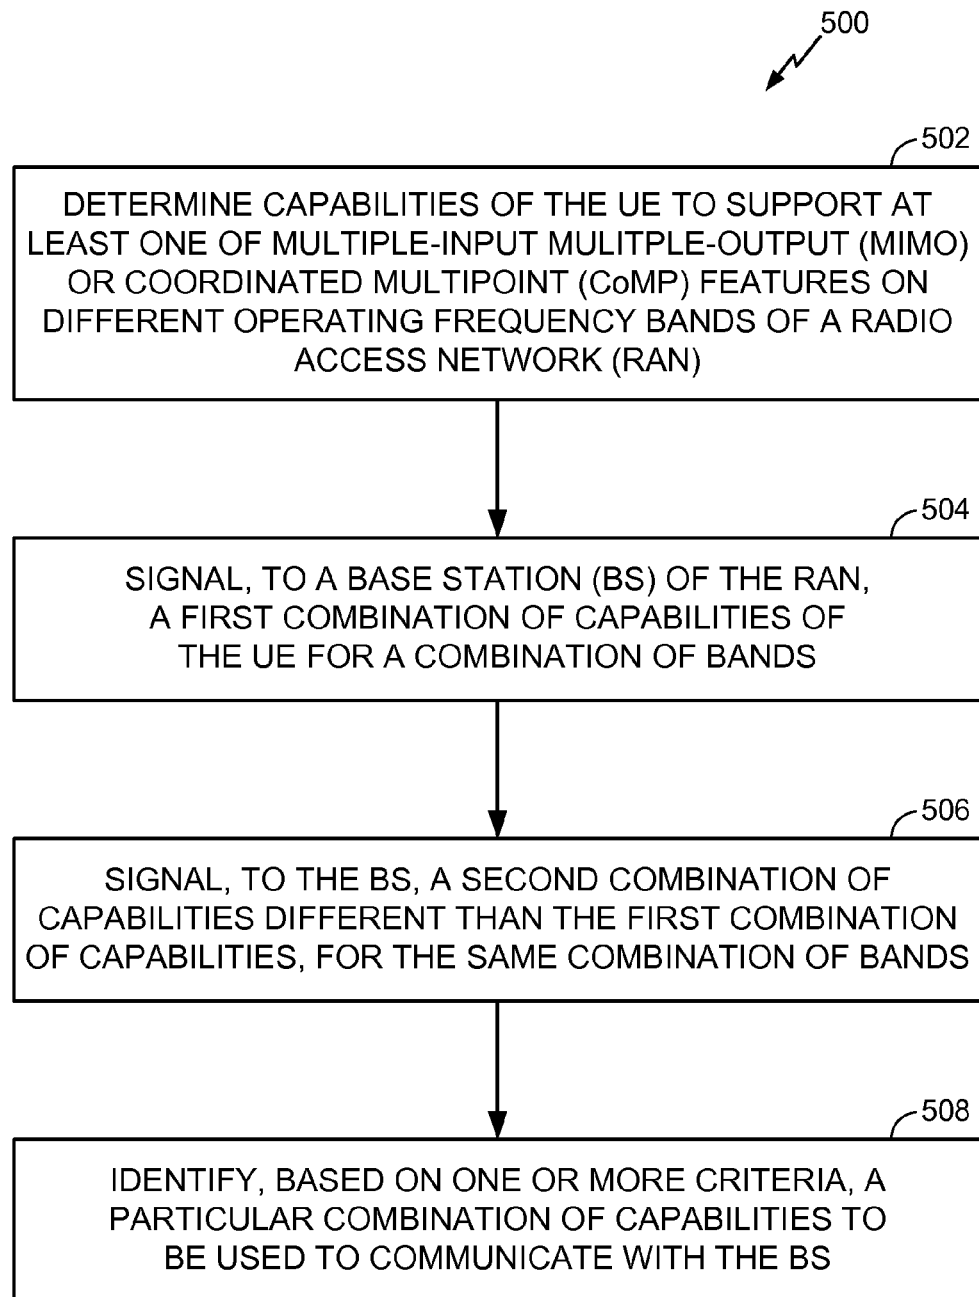 500
502
DETERMINE CAPABILITIES OF THE UE TO SUPPORT AT
LEAST ONE OF MULTIPLE-INPUT MULITPLE-OUTPUT (MIMO)
OR COORDINATED MULTIPOINT (CoMP) FEATURES ON
DIFFERENT OPERATING FREQUENCY BANDS OF A RADIO
ACCESS NETWORK (RAN)
504
SIGNAL, TO A BASE STATION (BS) OF THE RAN,
A FIRST COMBINATION OF CAPABILITIES OF
THE UE FOR A COMBINATION OF BANDS
506
SIGNAL, TO THE BS, A SECOND COMBINATION OF
CAPABILITIES DIFFERENT THAN THE FIRST COMBINATION
OF CAPABILITIES, FOR THE SAME COMBINATION OF BANDS
508
IDENTIFY, BASED ON ONE OR MORE CRITERIA, A
PARTICULAR COMBINATION OF CAPABILITIES TO
BE USED TO COMMUNICATE WITH THE BS